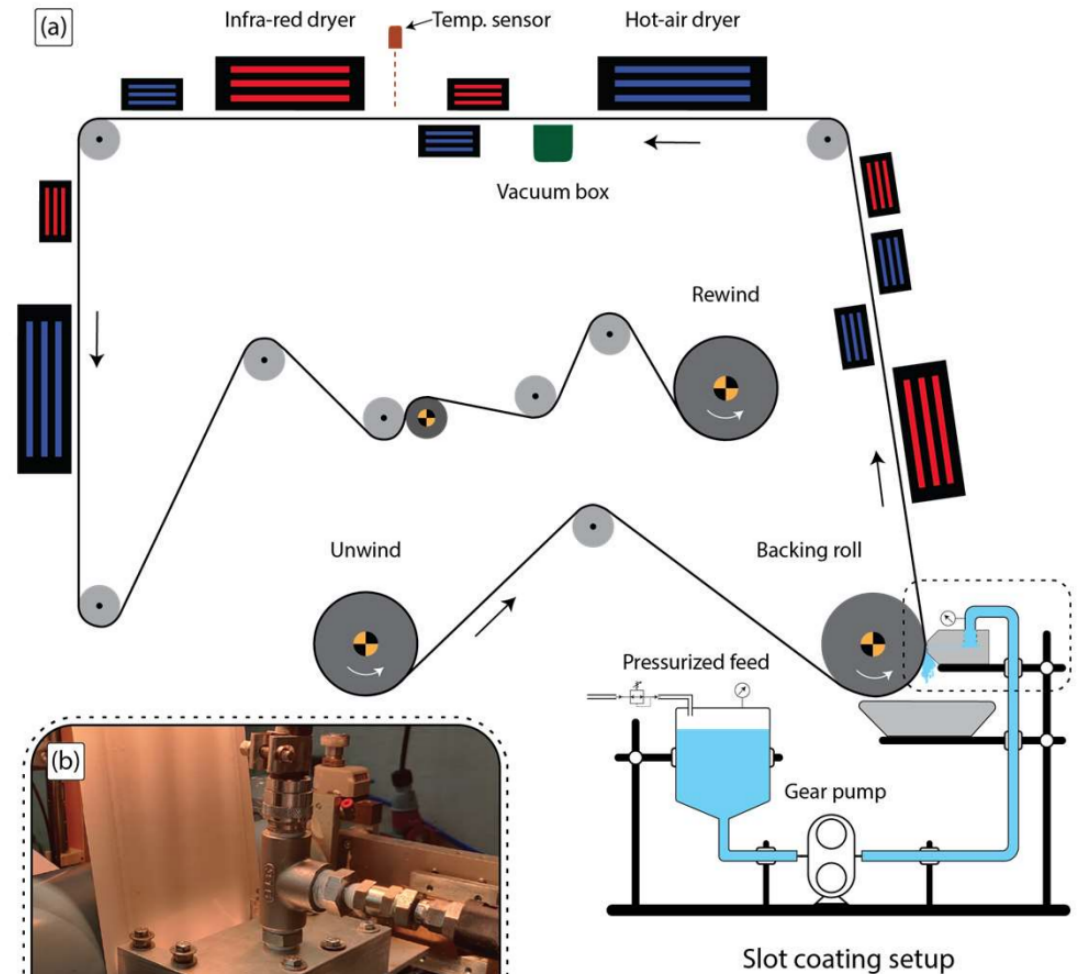 (a)
Infra-red dryer
Temp. sensor
Hot-air dryer
Vacuum box
Rewind
Unwind
Backing roll
Pressurized feed
Gear pump
(b)
Slot coating setup